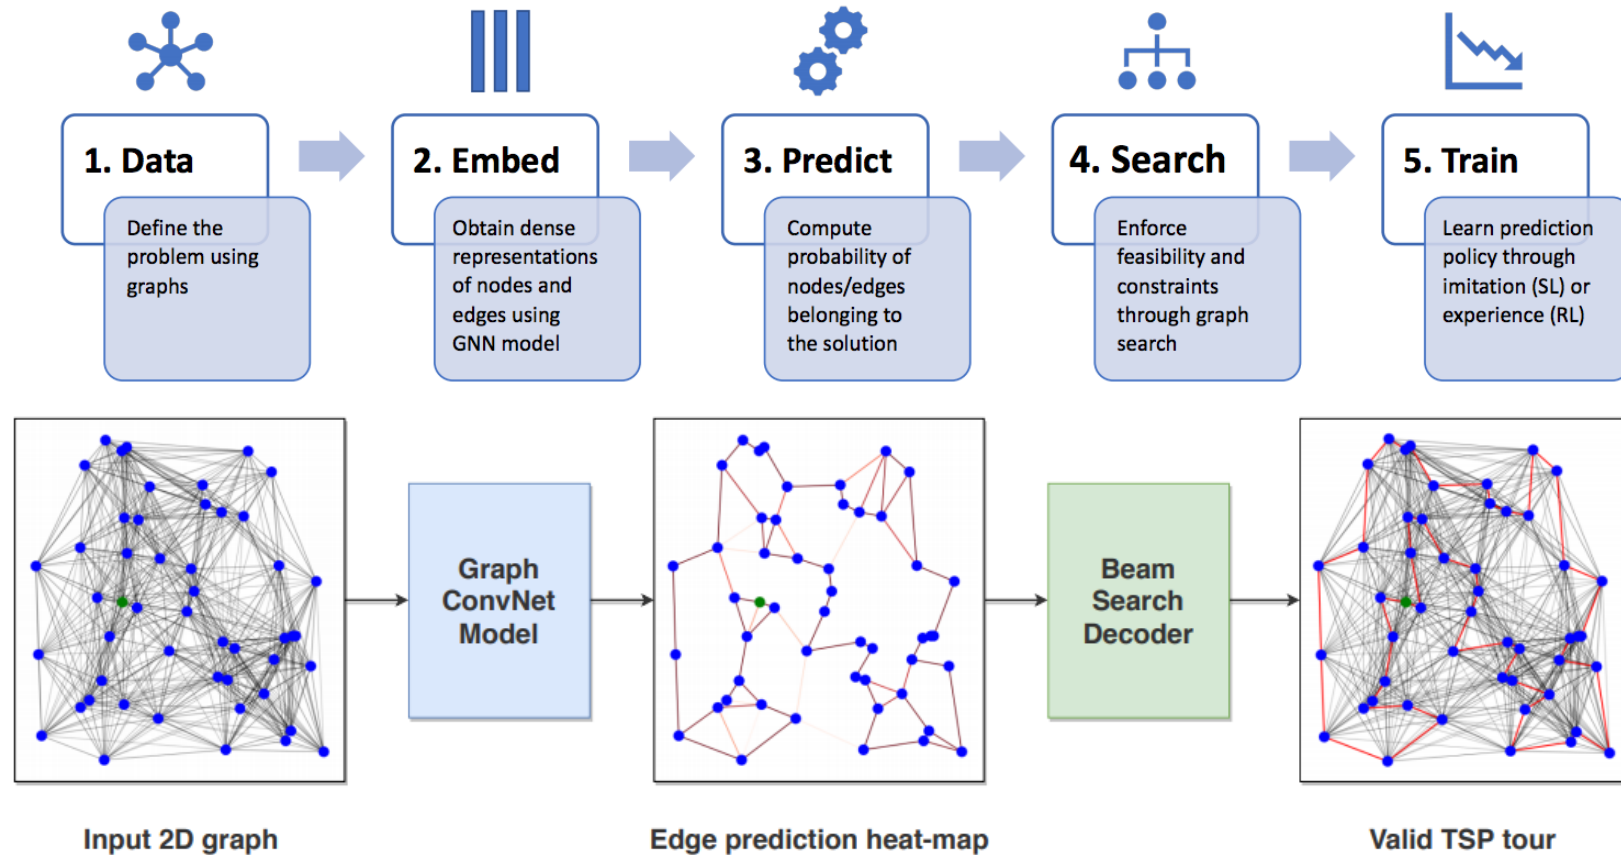 1. Data
Define the
problem using
graphs
2. Embed
Obtain dense
representations
of nodes and
edges using
GNN model
3. Predict
Compute
probability of
nodes/edges
belonging to
the solution
4. Search
Enforce
feasibility and
constraints
through graph
search
5. Train
Learn prediction
policy through
imitation (SL) or
experience (RL)
Graph
ConvNet
Model
Beam
Search
Decoder
Input 2D graph
Edge prediction heat-map
Valid TSP tour